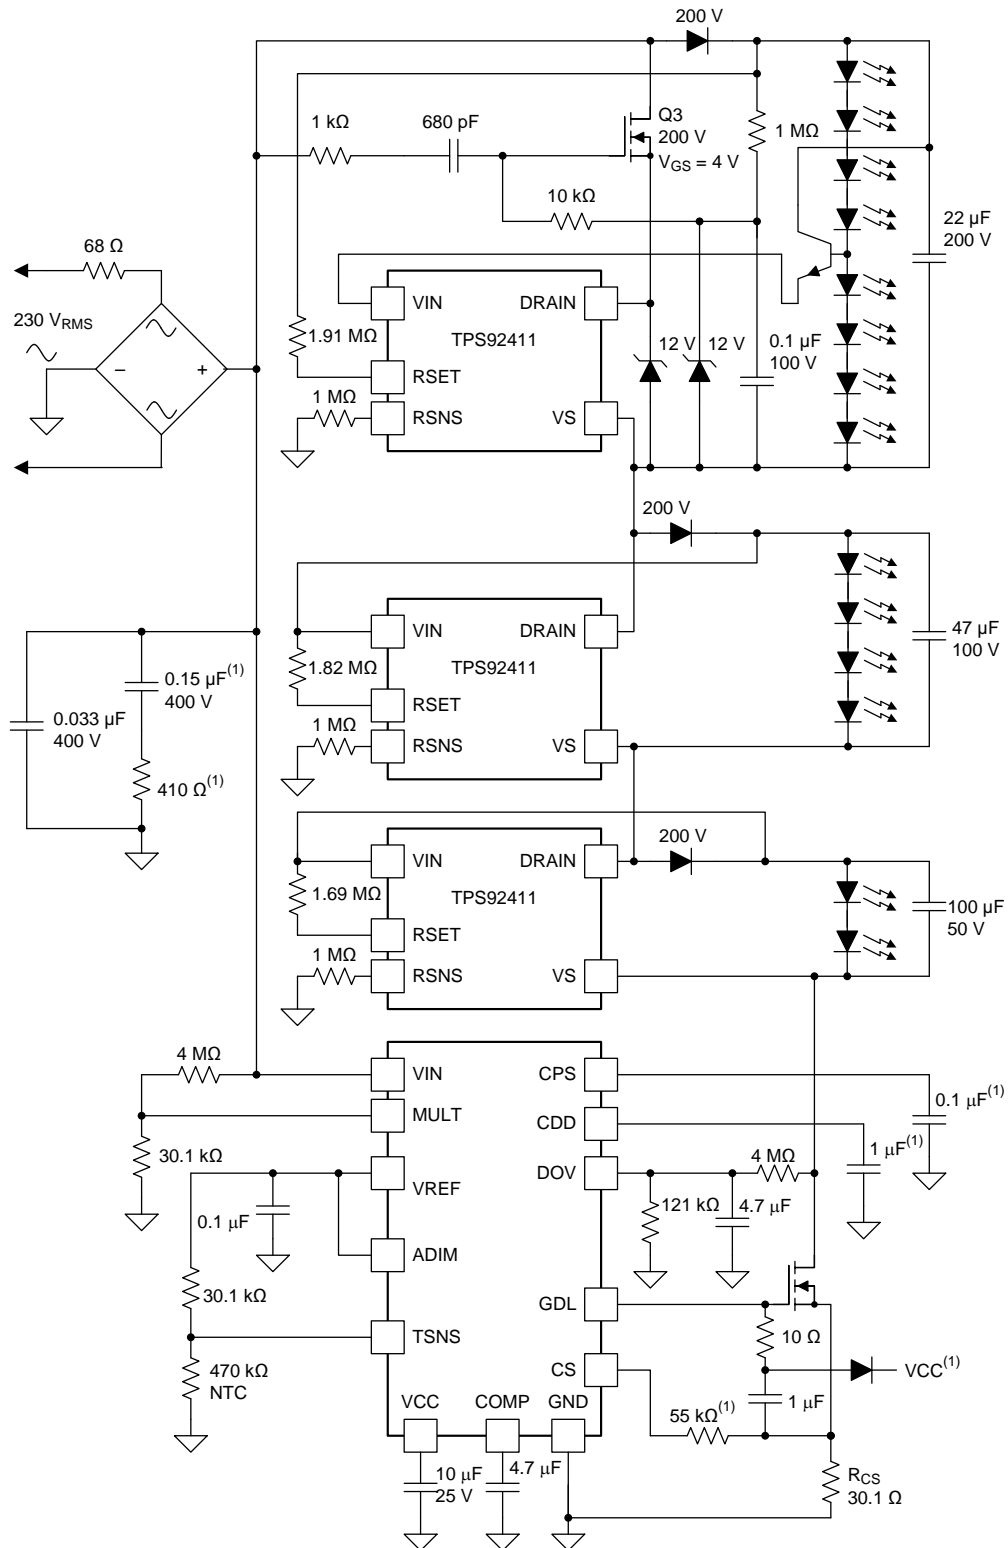 200 V
1 kΩ
680 pF
Q3
200 V
VGS = 4 V
1 MΩ
10 kΩ
22 µF
200 V
68 Ω
230 VRMS
−
+
VIN
DRAIN
TPS92411
1.91 MΩ
RSET
1 MΩ
RSNS
VS
12 V
12 V
0.1 µF
100 V
200 V
VIN
DRAIN
TPS92411
1.82 MΩ
RSET
1 MΩ
RSNS
VS
47 µF
100 V
0.15 µF(1)
400 V
0.033 µF
400 V
410 Ω(1)
200 V
VIN
DRAIN
TPS92411
1.69 MΩ
RSET
1 MΩ
RSNS
VS
100 µF
50 V
4 MΩ
VIN
CPS
MULT
CDD
0.1 µF(1)
30.1 kΩ
VREF
DOV
4 MΩ
1 µF(1)
0.1 µF
121 kΩ
4.7 µF
ADIM
30.1 kΩ
GDL
TSNS
10 Ω
470 kΩ
NTC
CS
VCC(1)
1 µF
55 kΩ(1)
VCC
COMP
GND
10 µF
25 V
4.7 µF
RCS
30.1 Ω